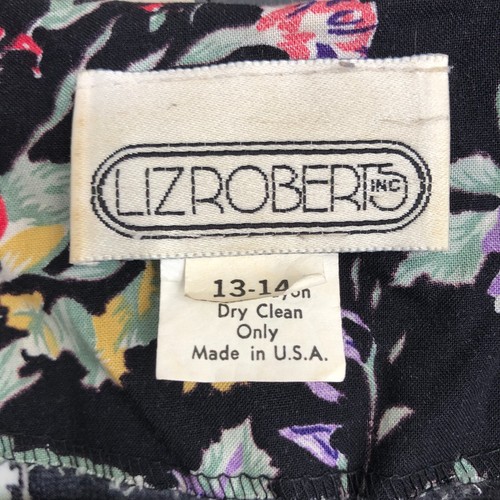 LIZ ROBERTS INC
13-14
Dry Clean
Only
Made in U.S.A.